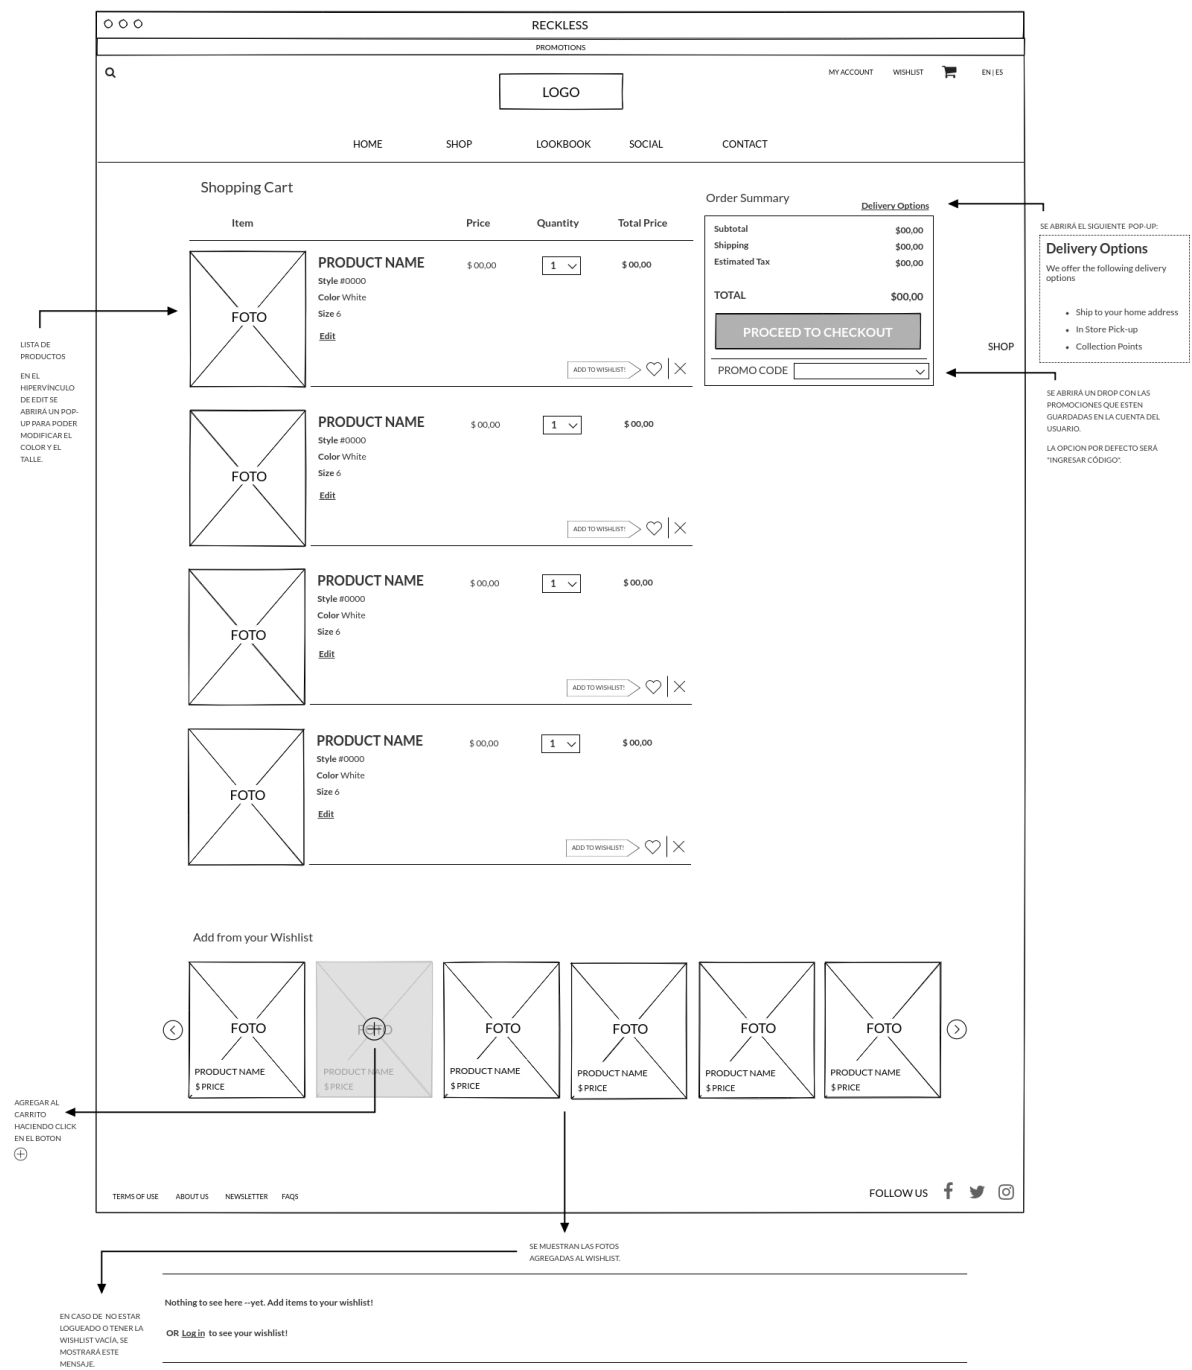 RECKLESS
PROMOTIONS
MY ACCOUNT WISHLIST EN | ES
LOGO
HOME SHOP LOOKBOOK SOCIAL CONTACT
Shopping Cart
Item Price Quantity Total Price
PRODUCT NAME $ 00,00 1 $ 00,00
Style #0000
Color White
Size 6
Edit
FOTO
ADD TO WISHLIST!
PRODUCT NAME $ 00,00 1 $ 00,00
Style #0000
Color White
Size 6
Edit
FOTO
ADD TO WISHLIST!
PRODUCT NAME $ 00,00 1 $ 00,00
Style #0000
Color White
Size 6
Edit
FOTO
ADD TO WISHLIST!
PRODUCT NAME $ 00,00 1 $ 00,00
Style #0000
Color White
Size 6
Edit
FOTO
ADD TO WISHLIST!
Order Summary
Delivery Options
Subtotal $00,00
Shipping $00,00
Estimated Tax $00,00
TOTAL $00,00
PROCEED TO CHECKOUT
PROMO CODE
SHOP
SE ABRIRÁ EL SIGUIENTE POP-UP:
Delivery Options
We offer the following delivery
options
• Ship to your home address
• In Store Pick-up
• Collection Points
SE ABRIRÁ UN DROP CON LAS
PROMOCIONES QUE ESTEN
GUARDADAS EN LA CUENTA DEL
USUARIO.
LA OPCION POR DEFECTO SERÁ
"INGRESAR CÓDIGO".
LISTA DE
PRODUCTOS
EN EL
HIPERVÍNCULO
DE EDIT SE
ABRIRÁ UN POP-
UP PARA PODER
MODIFICAR EL
COLOR Y EL
TALLE.
Add from your Wishlist
FOTO
PRODUCT NAME
$ PRICE
FOTO
PRODUCT NAME
$ PRICE
FOTO
PRODUCT NAME
$ PRICE
FOTO
PRODUCT NAME
$ PRICE
FOTO
PRODUCT NAME
$ PRICE
FOTO
PRODUCT NAME
$ PRICE
AGREGAR AL
CARRITO
HACIENDO CLICK
EN EL BOTON
TERMS OF USE ABOUT US NEWSLETTER FAQS
FOLLOW US
SE MUESTRAN LAS FOTOS
AGREGADAS AL WISHLIST.
Nothing to see here --yet. Add items to your wishlist!
OR Log in to see your wishlist!
EN CASO DE NO ESTAR
LOGUEADO O TENER LA
WISHLIST VACÍA, SE
MOSTRARÁ ESTE
MENSAJE.